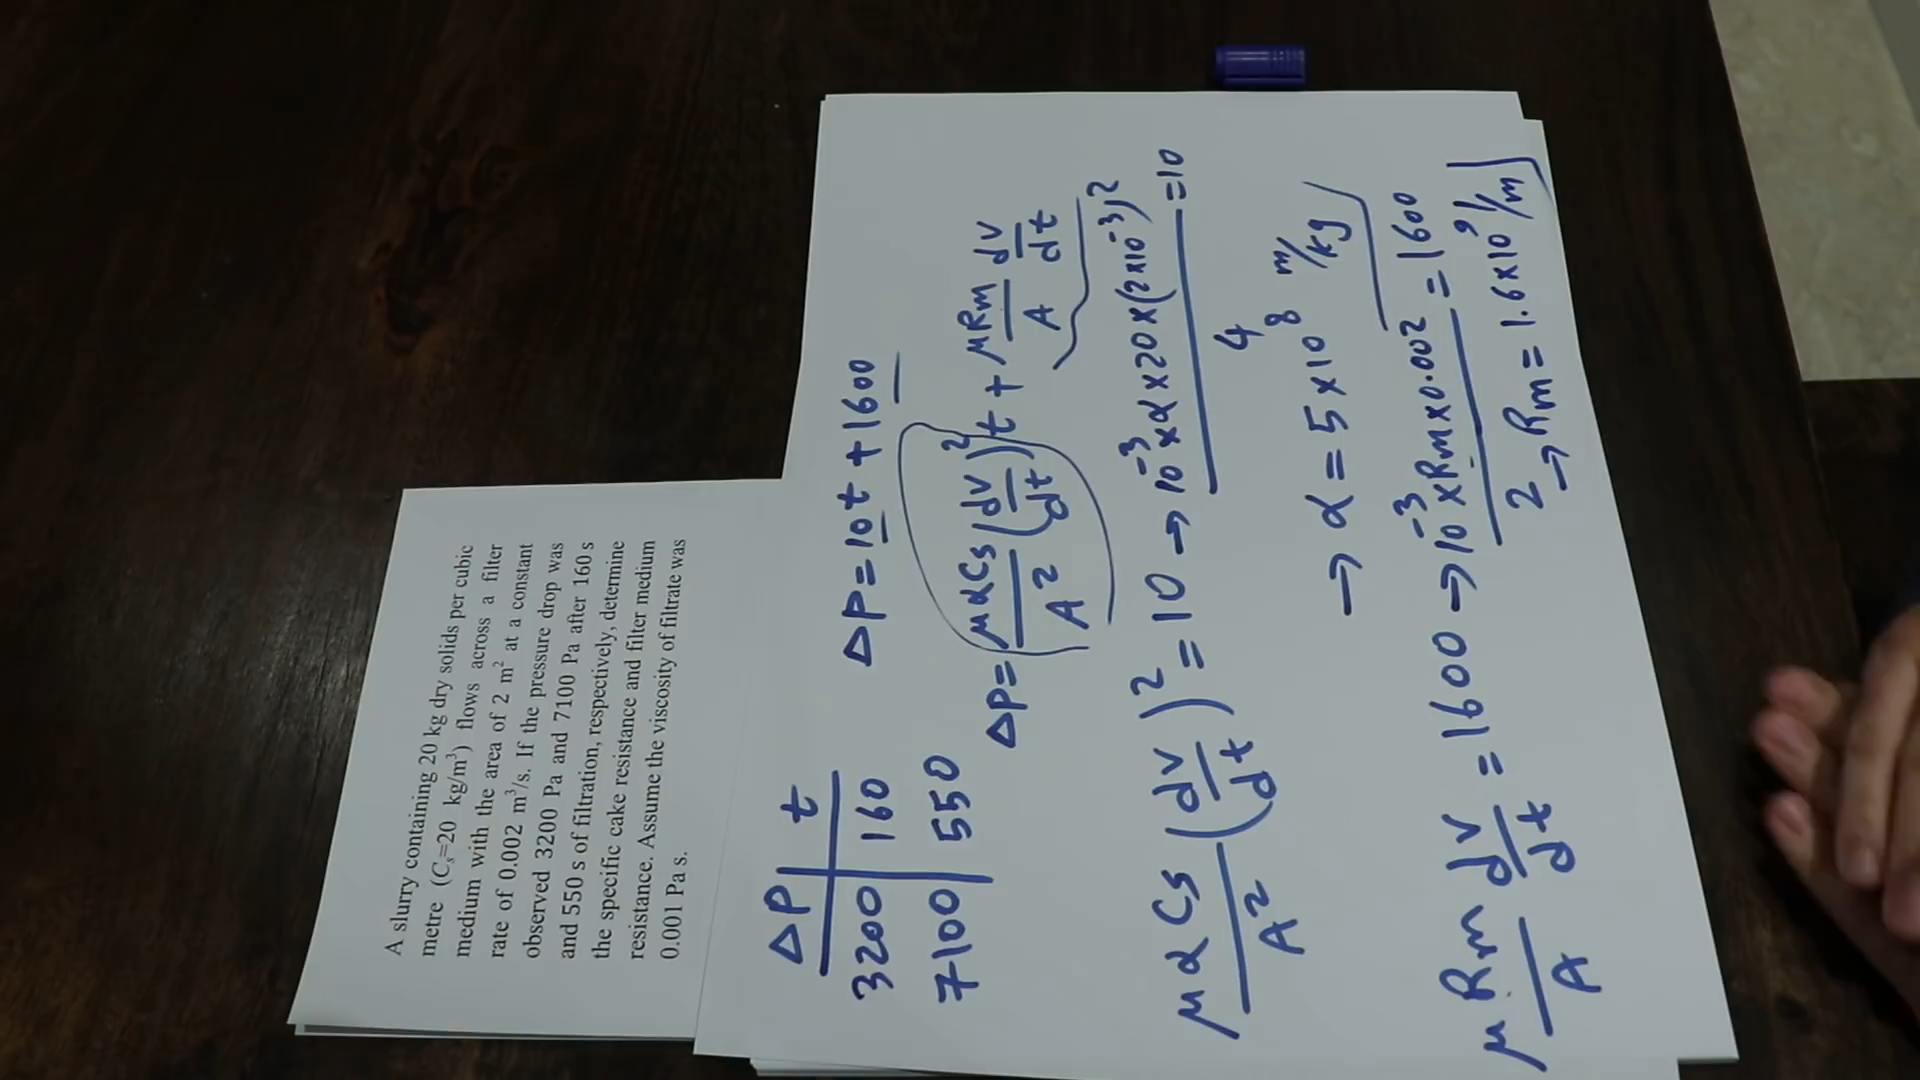 A slurry containing 20 kg dry solids per cubic
metre (Cs=20 kg/m³) flows across a filter
medium with the area of 2 m² at a constant
rate of 0.002 m³/s. If the pressure drop was
observed 3200 Pa and 7100 Pa after 160 s
and 550 s of filtration, respectively, determine
the specific cake resistance and filter medium
resistance. Assume the viscosity of filtrate was
0.001 Pa s.
ΔP | t
3200 | 160
7100 | 550
ΔP = 10t + 1600
ΔP = μαCs/A² (dV/dt)² t + μRm/A dV/dt
μαCs/A² (dV/dt)² = 10 → 10⁻³ × α × 20 × (2×10⁻³)²/4 = 10
→ α = 5 × 10⁸ m/kg
μRm/A dV/dt = 1600 → 10⁻³ × Rm × 0.002/2 = 1600
→ Rm = 1.6 × 10⁹ 1/m